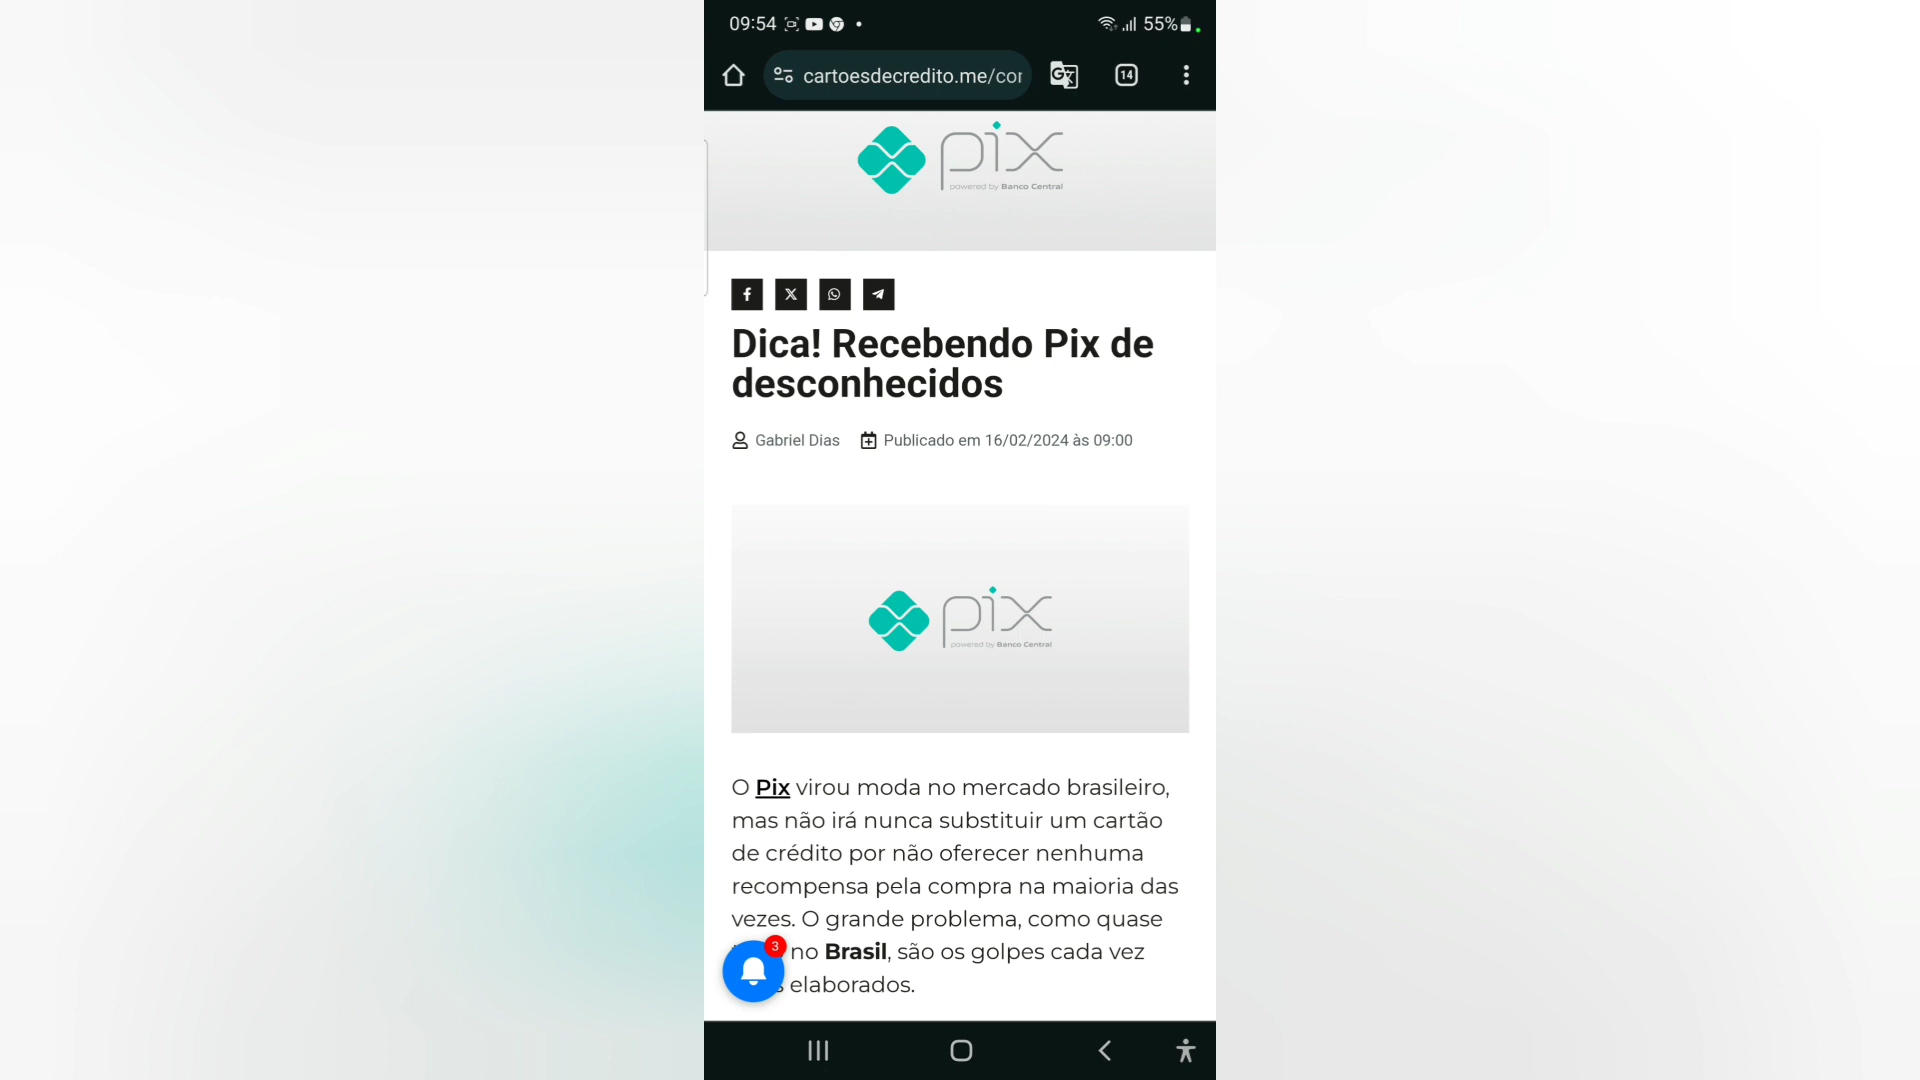 09:54
55%
cartoesdecredito.me/cor
14
pix
powered by Banco Central
Dica! Recebendo Pix de
desconhecidos
Gabriel Dias Publicado em 16/02/2024 às 09:00
pix
powered by Banco Central
O Pix virou moda no mercado brasileiro,
mas não irá nunca substituir um cartão
de crédito por não oferecer nenhuma
recompensa pela compra na maioria das
vezes. O grande problema, como quase
no Brasil, são os golpes cada vez
elaborados.
3